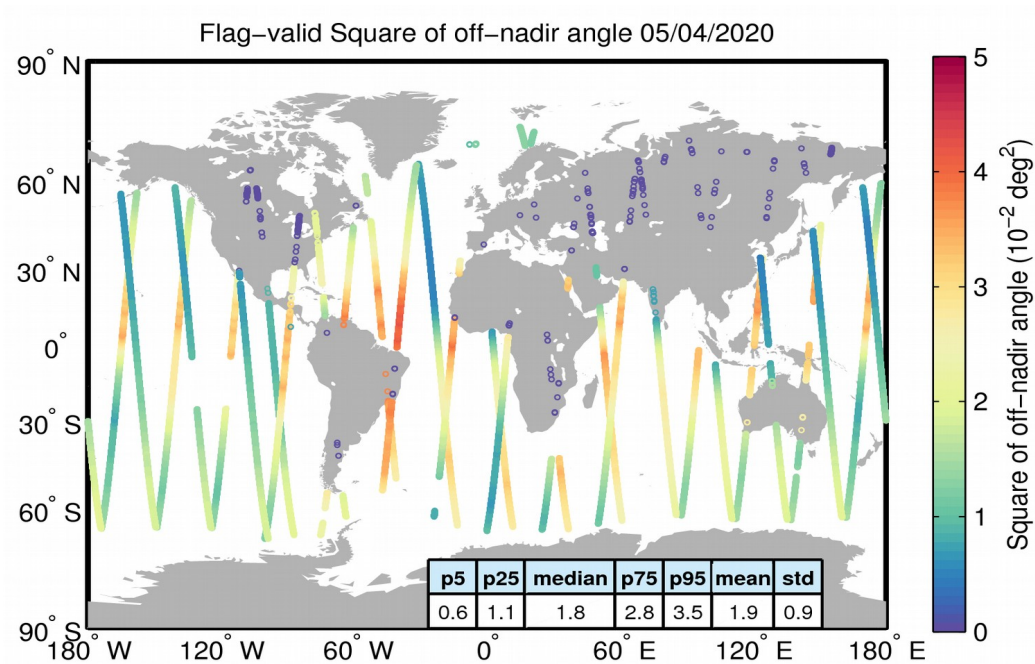 Flag−valid Square of off−nadir angle 05/04/2020
90° N
60° N
30° N
0°
30° S
60° S
90° S
180° W
120° W
60° W
0°
60° E
120° E
180° E
p5 p25 median p75 p95 mean std
0.6 1.1 1.8 2.8 3.5 1.9 0.9
5
4
3
2
1
0
Square of off−nadir angle (10⁻² deg²)